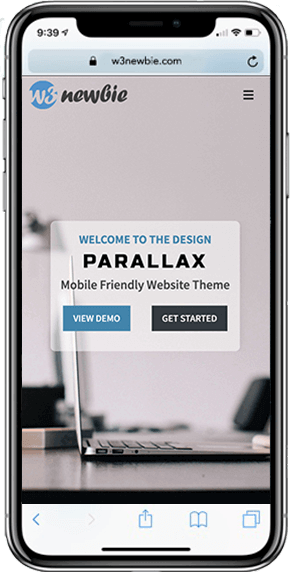 9:39
w3newbie.com
w3 newbie
WELCOME TO THE DESIGN
PARALLAX
Mobile Friendly Website Theme
VIEW DEMO
GET STARTED